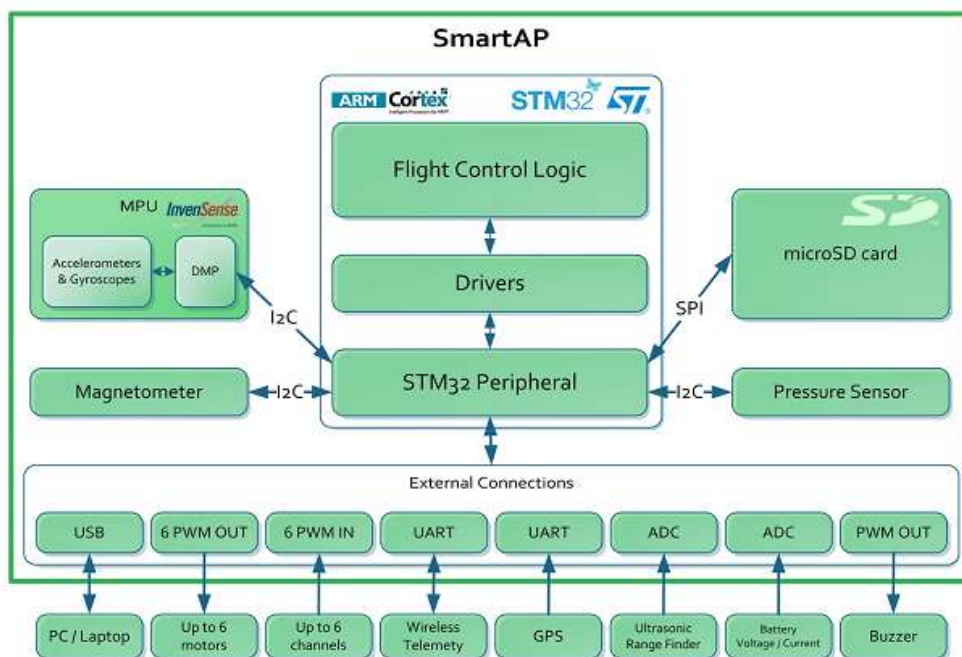 SmartAP
ARM Cortex
STM32 ST
Flight Control Logic
MPU InvenSense
Accelerometers
& Gyroscopes
DMP
I2C
Drivers
SD
microSD card
SPI
Magnetometer
I2C
STM32 Peripheral
I2C
Pressure Sensor
External Connections
USB
6 PWM OUT
6 PWM IN
UART
UART
ADC
ADC
PWM OUT
PC / Laptop
Up to 6
motors
Up to 6
channels
Wireless
Telemety
GPS
Ultrasonic
Range Finder
Battery
Voltage / Current
Buzzer